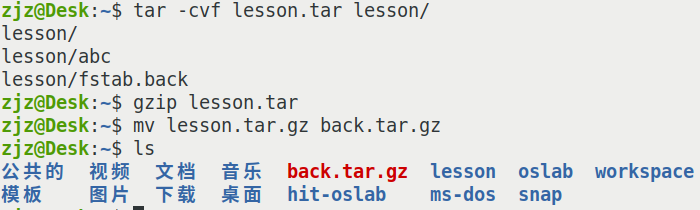 zjz@Desk:~$ tar -cvf lesson.tar lesson/
lesson/
lesson/abc
lesson/fstab.back
zjz@Desk:~$ gzip lesson.tar
zjz@Desk:~$ mv lesson.tar.gz back.tar.gz
zjz@Desk:~$ ls
公共的 视频 文档 音乐 back.tar.gz lesson oslab workspace
模板 图片 下载 桌面 hit-oslab ms-dos snap
zjz@Desk:~$